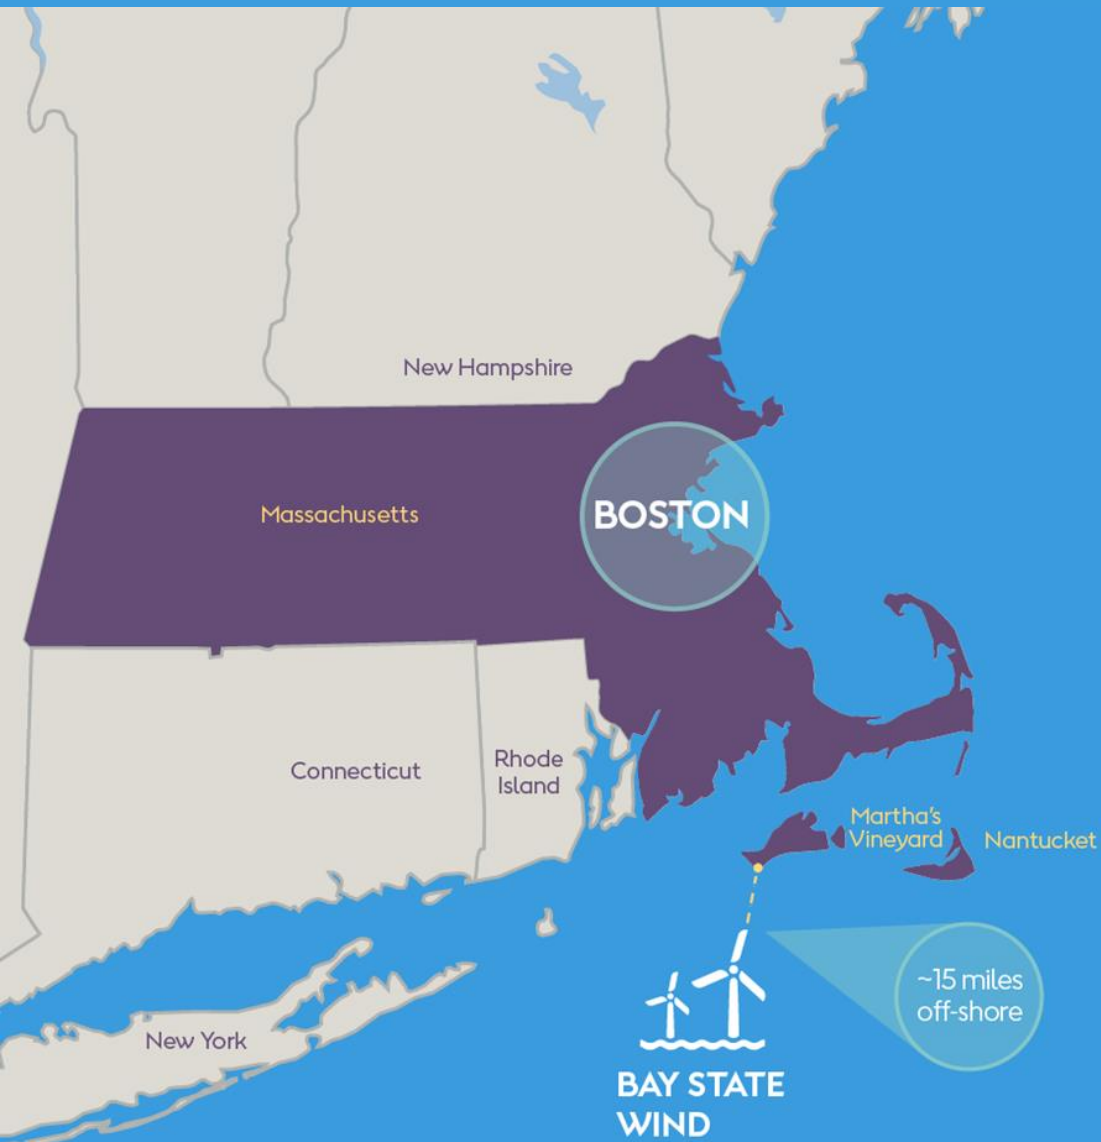 New Hampshire
Massachusetts
BOSTON
Connecticut
Rhode
Island
Martha's
Vineyard
Nantucket
~15 miles
off-shore
New York
BAY STATE
WIND